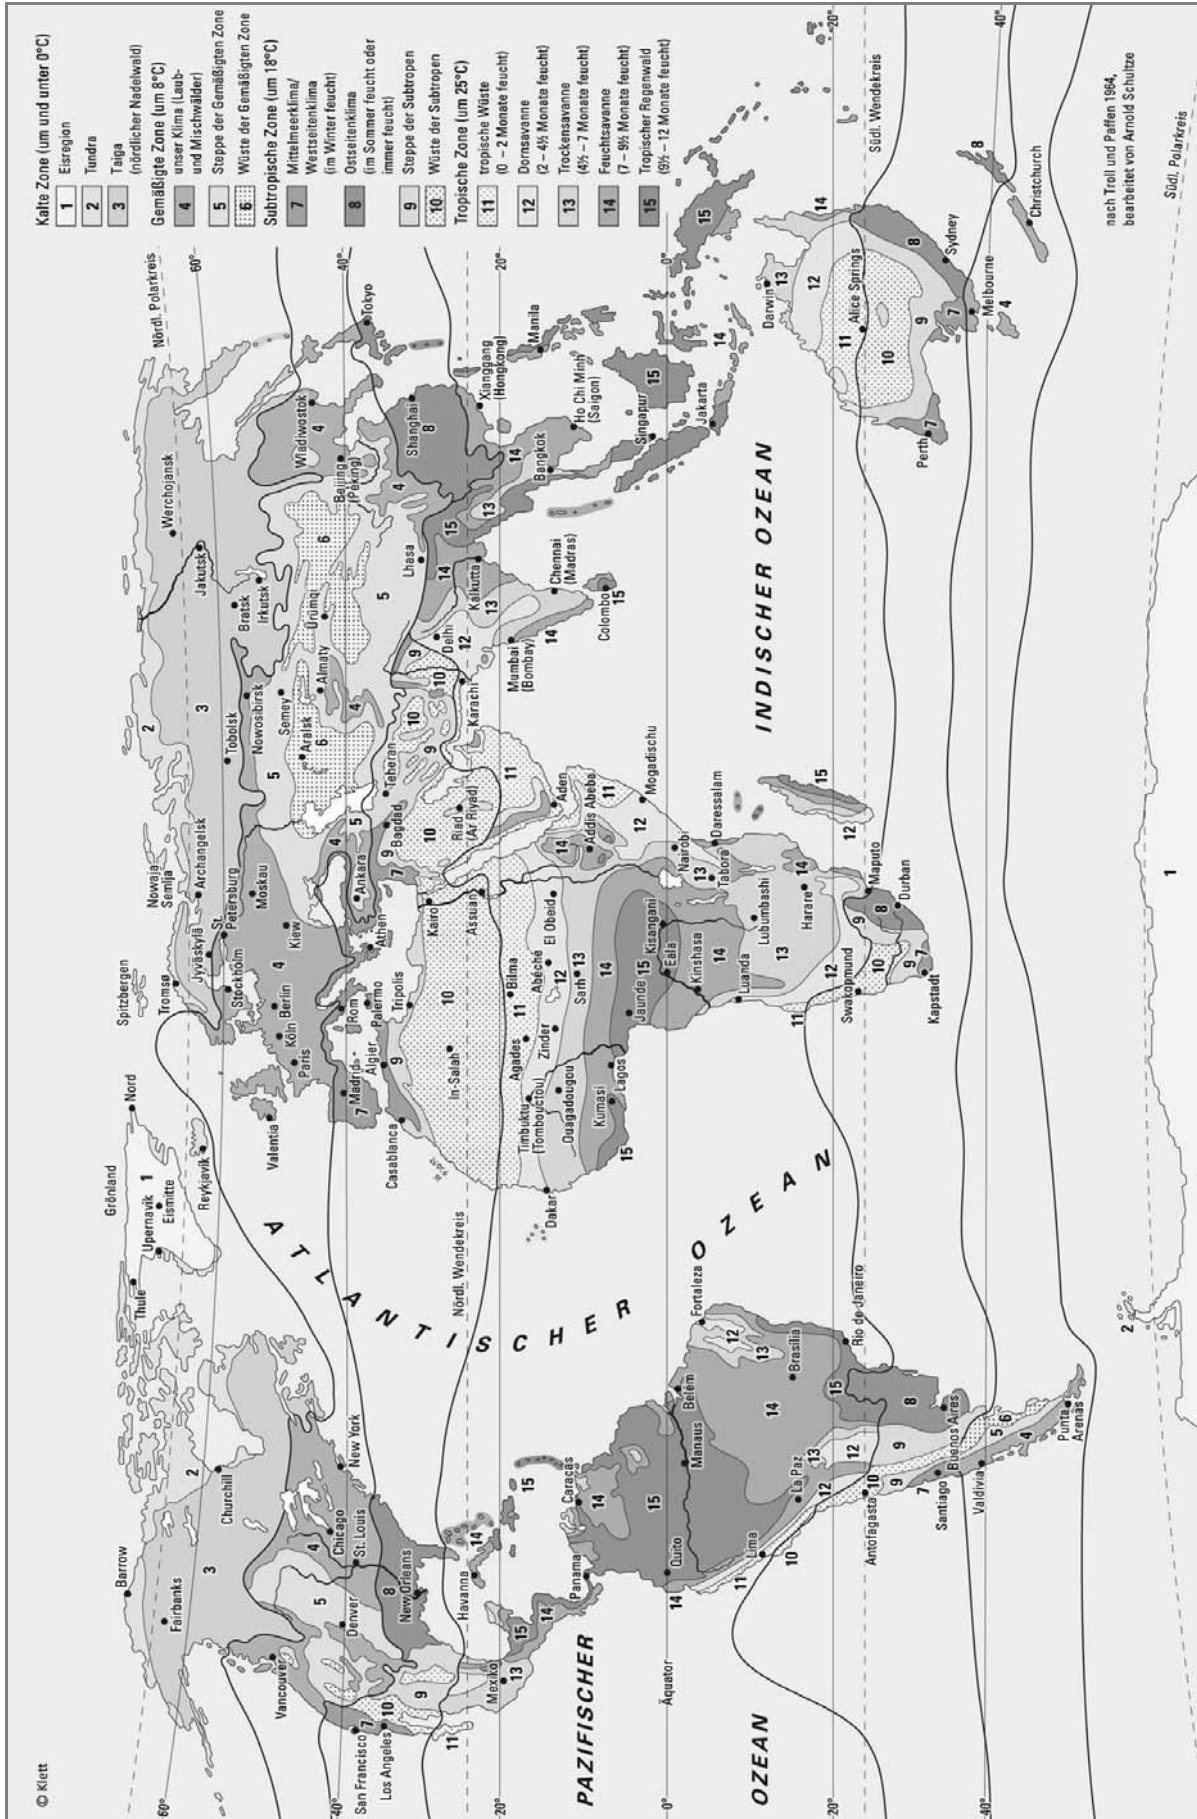 © Klett
Kalte Zone (um und unter 0°C)
1 Eisregion
2 Tundra
3 Taiga
(nördlicher Nadelwald)
Gemäßigte Zone (um 8°C)
4 unser Klima (Laub-
und Mischwälder)
5 Steppe der Gemäßigten Zone
6 Wüste der Gemäßigten Zone
Subtropische Zone (um 18°C)
7 Mittelmeerklima/
Westseitenklima
(im Winter feucht)
8 Ostseitenklima
(im Sommer feucht oder
immer feucht)
9 Steppe der Subtropen
10 Wüste der Subtropen
Tropische Zone (um 25°C)
11 tropische Wüste
(0 – 2 Monate feucht)
12 Dornsavanne
(2 – 4½ Monate feucht)
13 Trockensavanne
(4½ – 7 Monate feucht)
14 Feuchtsavanne
(7 – 9½ Monate feucht)
15 Tropischer Regenwald
(9½ – 12 Monate feucht)
nach Troll und Paffen 1964,
bearbeitet von Arnold Schultze
Nördl. Polarkreis
60°
40°
Nördl. Wendekreis
20°
Äquator
0°
20°
Südl. Wendekreis
40°
Südl. Polarkreis
PAZIFISCHER
OZEAN
ATLANTISCHER OZEAN
INDISCHER OZEAN
Barrow
Fairbanks
Vancouver
San Francisco
Los Angeles
Denver
Churchill
Chicago
St. Louis
New York
New Orleans
Havanna
Mexiko
Panama
Caracas
Quito
Manaus
Belém
Fortaleza
Lima
La Paz
Brasília
Rio de Janeiro
Antofagasta
Santiago
Buenos Aires
Valdivia
Punta
Arenas
Grönland
Thule
Upernavik
Eismitte
Nord
Reykjavik
Spitzbergen
Tromsø
Nowaja
Semlja
Archangelsk
Jyväskylä
St.
Petersburg
Stockholm
Moskau
Valentia
Köln
Berlin
Kiew
Paris
Madrid
Rom
Palermo
Athen
Ankara
Algier
Tripolis
Casablanca
Kairo
Assuan
In-Salah
Bilma
Agades
Zinder
Timbuktu
(Tombouctou)
Ouagadougou
Dakar
Kumasi
Lagos
Jaunde
Abéché
El Obeid
Sarh
Addis Abeba
Aden
Mogadischu
Nairobi
Kisangani
Eala
Kinshasa
Luanda
Tabora
Daressalam
Lubumbashi
Harare
Swakopmund
Maputo
Durban
Kapstadt
Bagdad
Teheran
Riad
(Ar Riyad)
Karachi
Tobolsk
Nowosibirsk
Semey
Aralsk
Almaty
Ürümqi
Bratsk
Irkutsk
Jakutsk
Werchojansk
Wladiwostok
Beijing
(Peking)
Shanghai
Tokyo
Lhasa
Delhi
Kalkutta
Mumbai
(Bombay)
Chennai
(Madras)
Colombo
Xianggang
(Hongkong)
Manila
Bangkok
Ho Chi Minh
(Saigon)
Singapur
Jakarta
Darwin
Alice Springs
Perth
Sydney
Melbourne
Christchurch